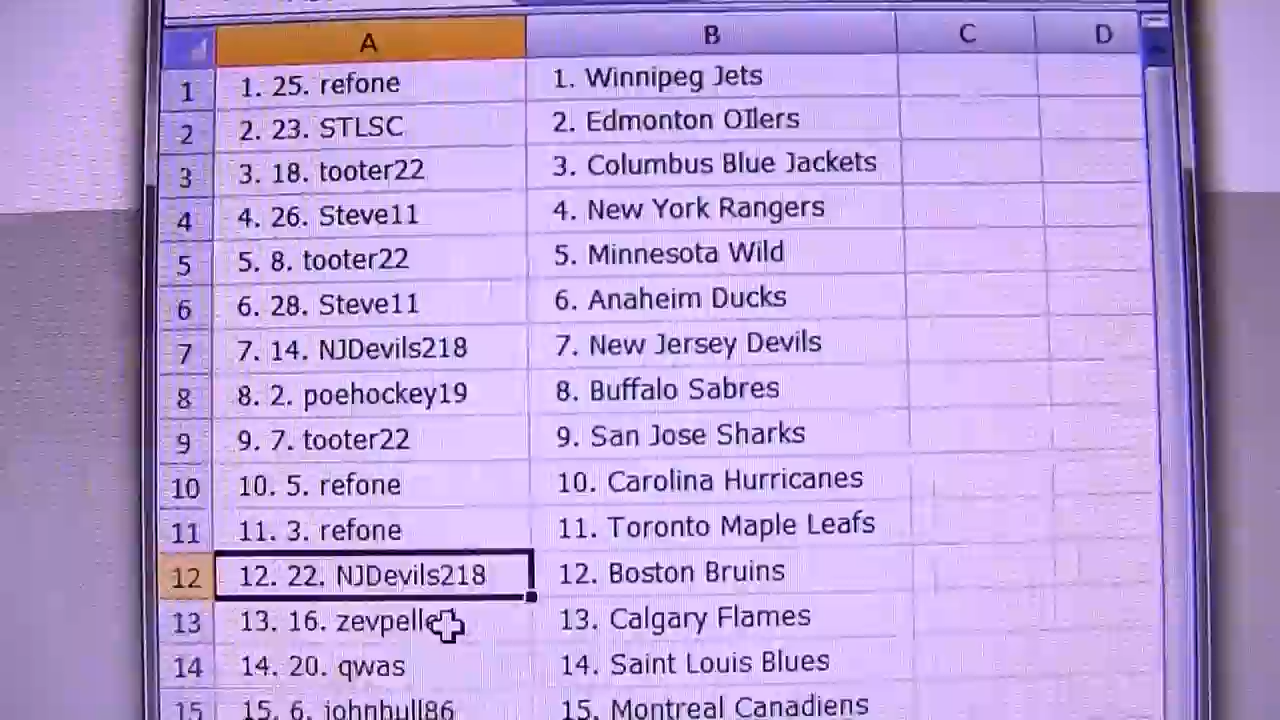 A B C D
1 1. 25. refone 1. Winnipeg Jets
2 2. 23. STLSC 2. Edmonton OIlers
3 3. 18. tooter22 3. Columbus Blue Jackets
4 4. 26. Steve11 4. New York Rangers
5 5. 8. tooter22 5. Minnesota Wild
6 6. 28. Steve11 6. Anaheim Ducks
7 7. 14. NJDevils218 7. New Jersey Devils
8 8. 2. poehockey19 8. Buffalo Sabres
9 9. 7. tooter22 9. San Jose Sharks
10 10. 5. refone 10. Carolina Hurricanes
11 11. 3. refone 11. Toronto Maple Leafs
12 12. 22. NJDevils218 12. Boston Bruins
13 13. 16. 13. Calgary Flames
14 14. 20. qwas 14. Saint Louis Blues
15 15. 6. johnhull86 15. Montreal Canadiens